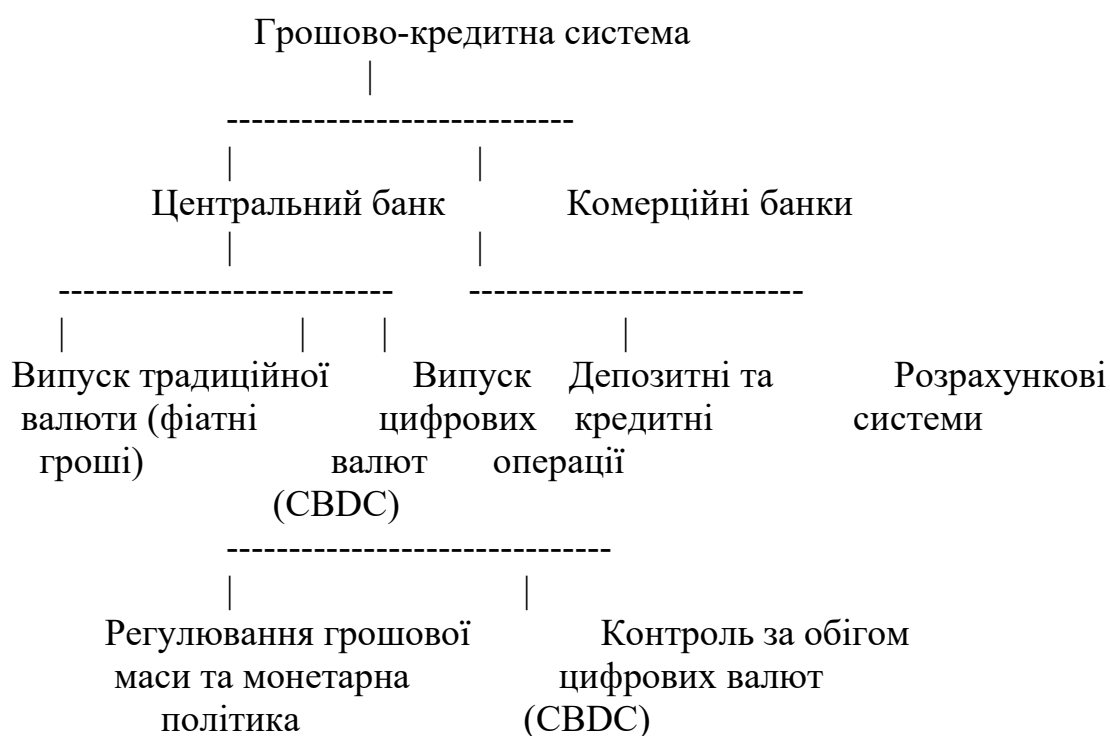 Грошово-кредитна система
|
----------------------------
| |
Центральний банк Комерційні банки
| |
--------------------------- ---------------------------
| | | |
Випуск традиційної Випуск Депозитні та Розрахункові
валюти (фіатні цифрових кредитні системи
гроші) валют операції
(CBDC)
-------------------------------
| |
Регулювання грошової Контроль за обігом
маси та монетарна цифрових валют
політика (CBDC)